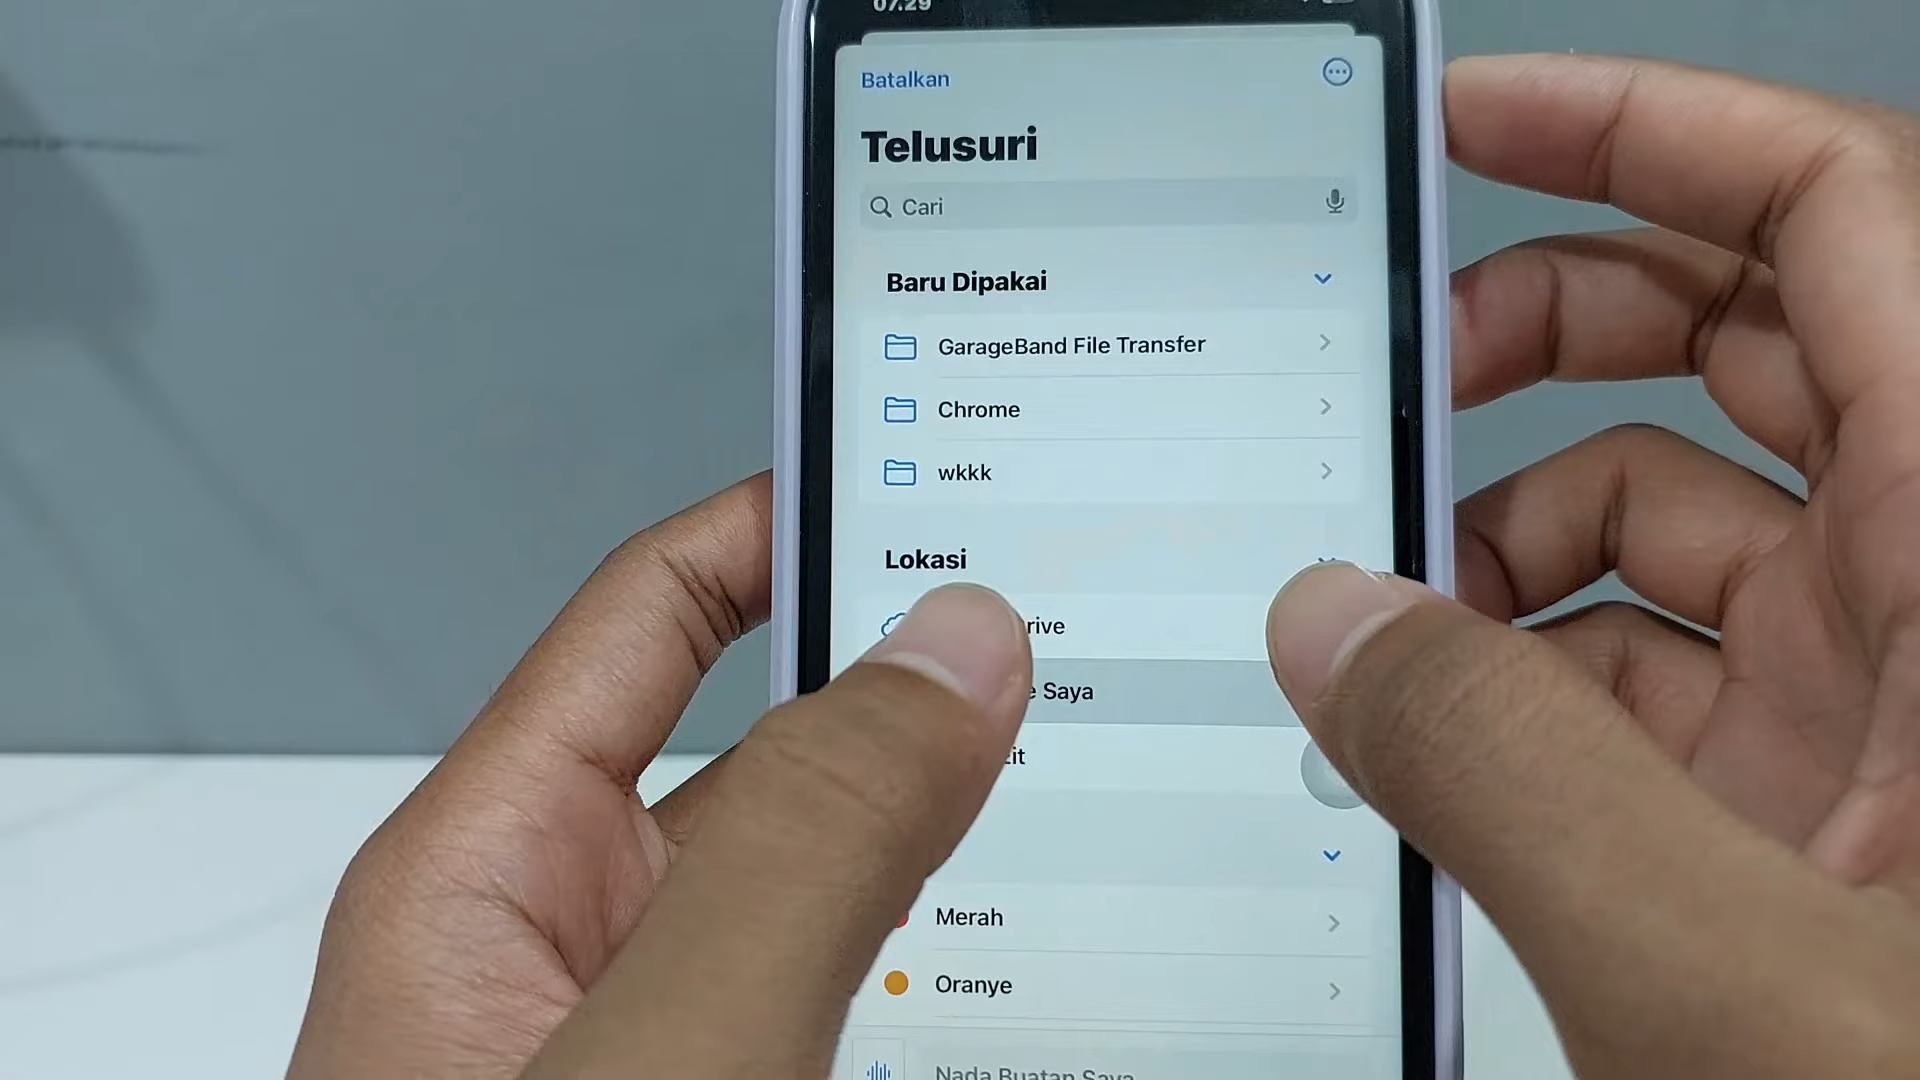 07.29
Batalkan
Telusuri
Cari
Baru Dipakai
GarageBand File Transfer
Chrome
wkkk
Lokasi
Saya
Merah
Oranye
Nada Buatan Saya